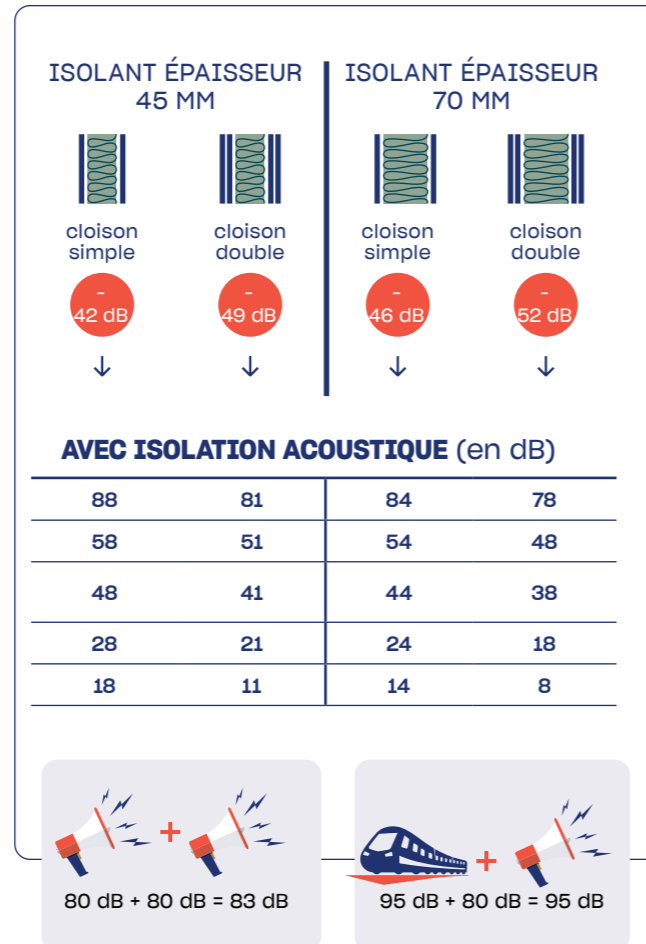 ISOLANT ÉPAISSEUR
45 MM
ISOLANT ÉPAISSEUR
70 MM
cloison
simple
cloison
double
cloison
simple
cloison
double
-
42 dB
-
49 dB
-
46 dB
-
52 dB
AVEC ISOLATION ACOUSTIQUE (en dB)
88 81 84 78
58 51 54 48
48 41 44 38
28 21 24 18
18 11 14 8
+
+
80 dB + 80 dB = 83 dB
95 dB + 80 dB = 95 dB